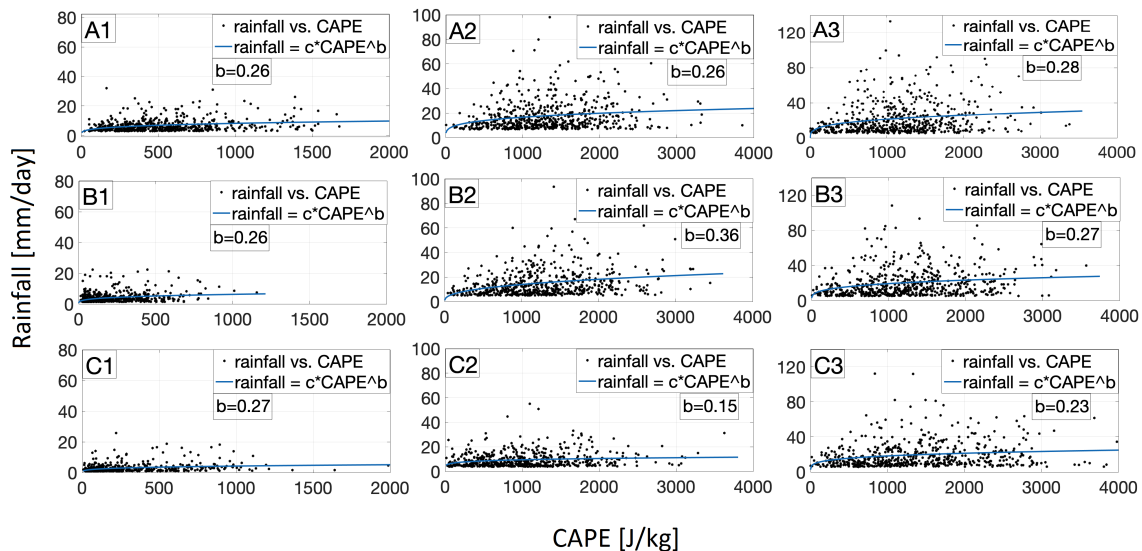 Rainfall [mm/day]
A1
rainfall vs. CAPE
rainfall = c*CAPE^b
b=0.26
80
60
40
20
0
0 500 1000 1500 2000
A2
rainfall vs. CAPE
rainfall = c*CAPE^b
b=0.26
100
80
60
40
20
0
0 1000 2000 3000 4000
A3
rainfall vs. CAPE
rainfall = c*CAPE^b
b=0.28
120
80
40
0
0 1000 2000 3000 4000
B1
rainfall vs. CAPE
rainfall = c*CAPE^b
b=0.26
80
60
40
20
0
0 500 1000 1500 2000
B2
rainfall vs. CAPE
rainfall = c*CAPE^b
b=0.36
100
80
60
40
20
0
0 1000 2000 3000 4000
B3
rainfall vs. CAPE
rainfall = c*CAPE^b
b=0.27
120
80
40
0
0 1000 2000 3000 4000
C1
rainfall vs. CAPE
rainfall = c*CAPE^b
b=0.27
80
60
40
20
0
0 500 1000 1500 2000
C2
rainfall vs. CAPE
rainfall = c*CAPE^b
b=0.15
100
80
60
40
20
0
0 1000 2000 3000 4000
C3
rainfall vs. CAPE
rainfall = c*CAPE^b
b=0.23
120
80
40
0
0 1000 2000 3000 4000
CAPE [J/kg]